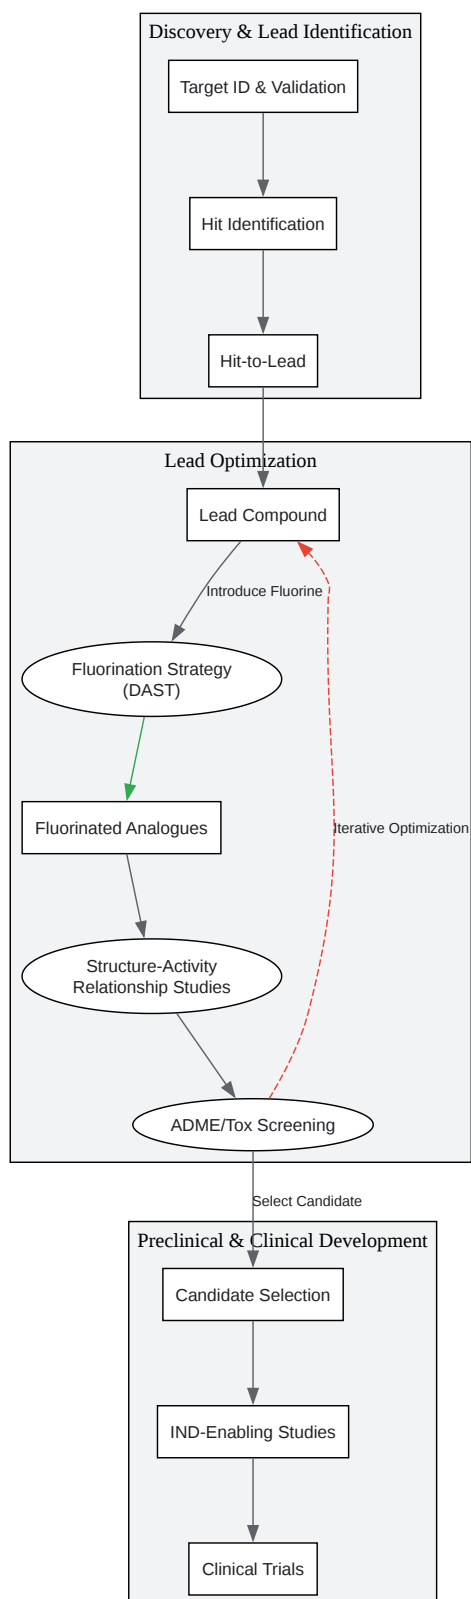 Discovery & Lead Identification
Target ID & Validation
Hit Identification
Hit-to-Lead
Lead Optimization
Lead Compound
Introduce Fluorine
Fluorination Strategy
(DAST)
Fluorinated Analogues
Iterative Optimization
Structure-Activity
Relationship Studies
ADME/Tox Screening
Select Candidate
Preclinical & Clinical Development
Candidate Selection
IND-Enabling Studies
Clinical Trials